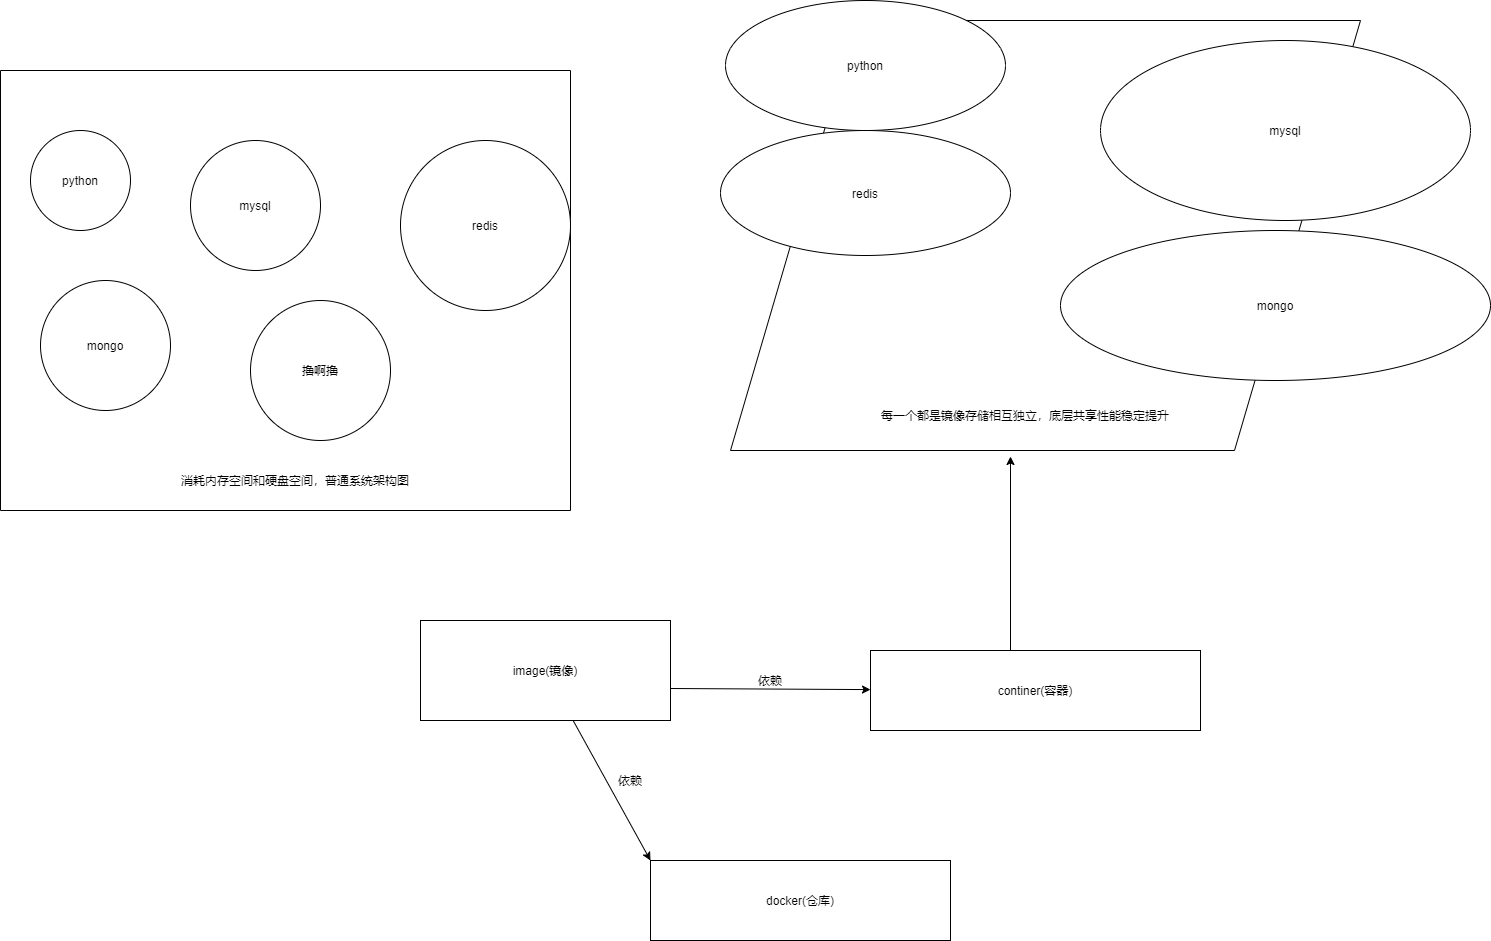 python
mysql
redis
mongo
撸啊撸
消耗内存空间和硬盘空间，普通系统架构图
python
redis
mysql
mongo
每一个都是镜像存储相互独立，底层共享性能稳定提升
image(镜像)
依赖
continer(容器)
依赖
docker(仓库)